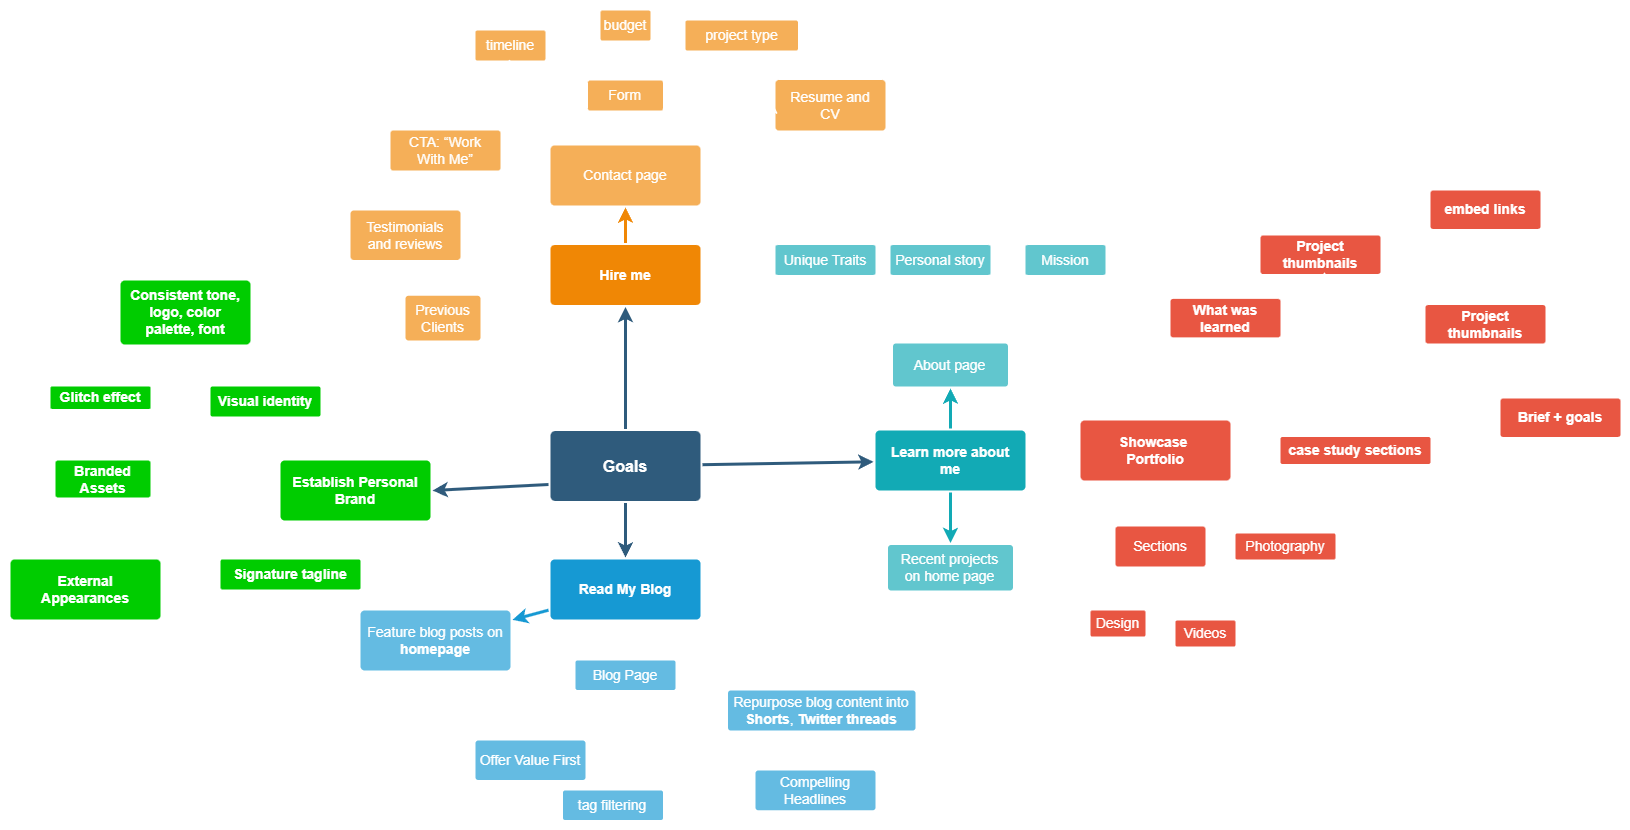 budget
project type
timeline
Form
Resume and
CV
CTA: "Work
With Me"
Contact page
Testimonials
and reviews
Hire me
Previous
Clients
Unique Traits
Personal story
Mission
embed links
Project
thumbnails
What was
learned
Project
thumbnails
Consistent tone,
logo, color
palette, font
Glitch effect
Visual identity
Branded
Assets
Establish Personal
Brand
External
Appearances
Signature tagline
Goals
About page
Learn more about
me
Recent projects
on home page
Showcase
Portfolio
case study sections
Brief + goals
Sections
Photography
Design
Videos
Read My Blog
Feature blog posts on
homepage
Blog Page
Repurpose blog content into
Shorts, Twitter threads
Offer Value First
Compelling
Headlines
tag filtering